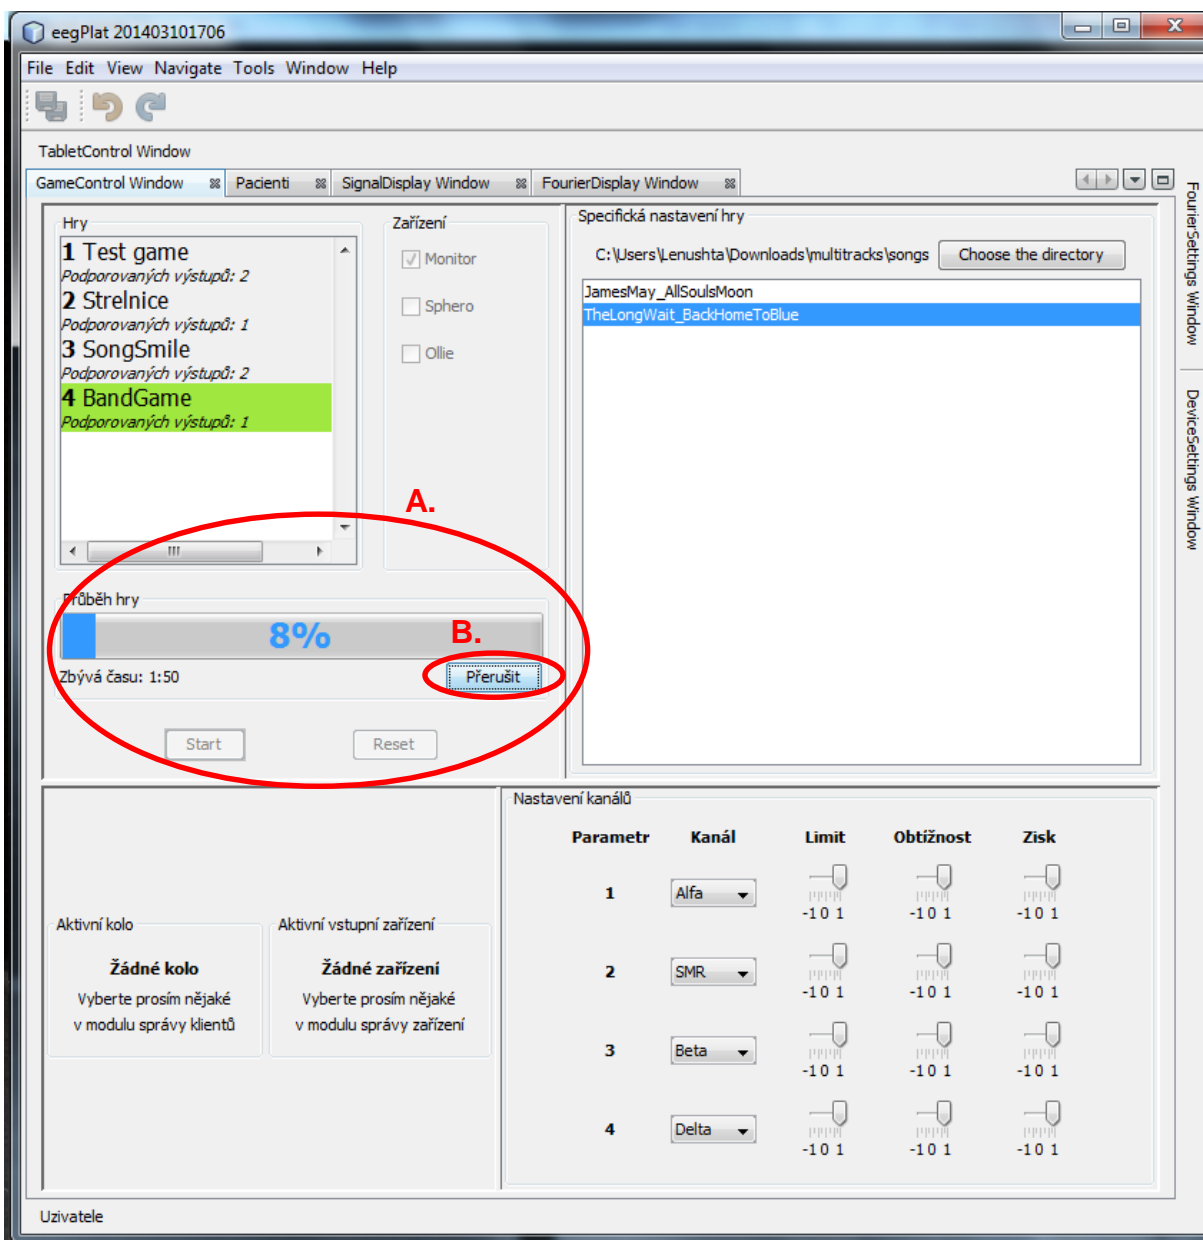 eegPlat 201403101706
File Edit View Navigate Tools Window Help
TabletControl Window
GameControl Window Pacienti SignalDisplay Window FourierDisplay Window
Hry
1 Test game
Podporovaných výstupů: 2
2 Strelnice
Podporovaných výstupů: 1
3 SongSmile
Podporovaných výstupů: 2
4 BandGame
Podporovaných výstupů: 1
Zařízení
Monitor
Sphero
Ollie
A.
Průběh hry
8%
B.
Zbývá času: 1:50 Přerušit
Start Reset
Specifická nastavení hry
C:\Users\Lenushta\Downloads\multitracks\songs Choose the directory
JamesMay_AllSoulsMoon
TheLongWait_BackHomeToBlue
FourierSettings Window
DeviceSettings Window
Aktivní kolo
Žádné kolo
Vyberte prosím nějaké
v modulu správy klientů
Aktivní vstupní zařízení
Žádné zařízení
Vyberte prosím nějaké
v modulu správy zařízení
Nastavení kanálů
Parametr Kanál Limit Obtížnost Zisk
1 Alfa
-1 0 1 -1 0 1 -1 0 1
2 SMR
-1 0 1 -1 0 1 -1 0 1
3 Beta
-1 0 1 -1 0 1 -1 0 1
4 Delta
-1 0 1 -1 0 1 -1 0 1
Uzivatele